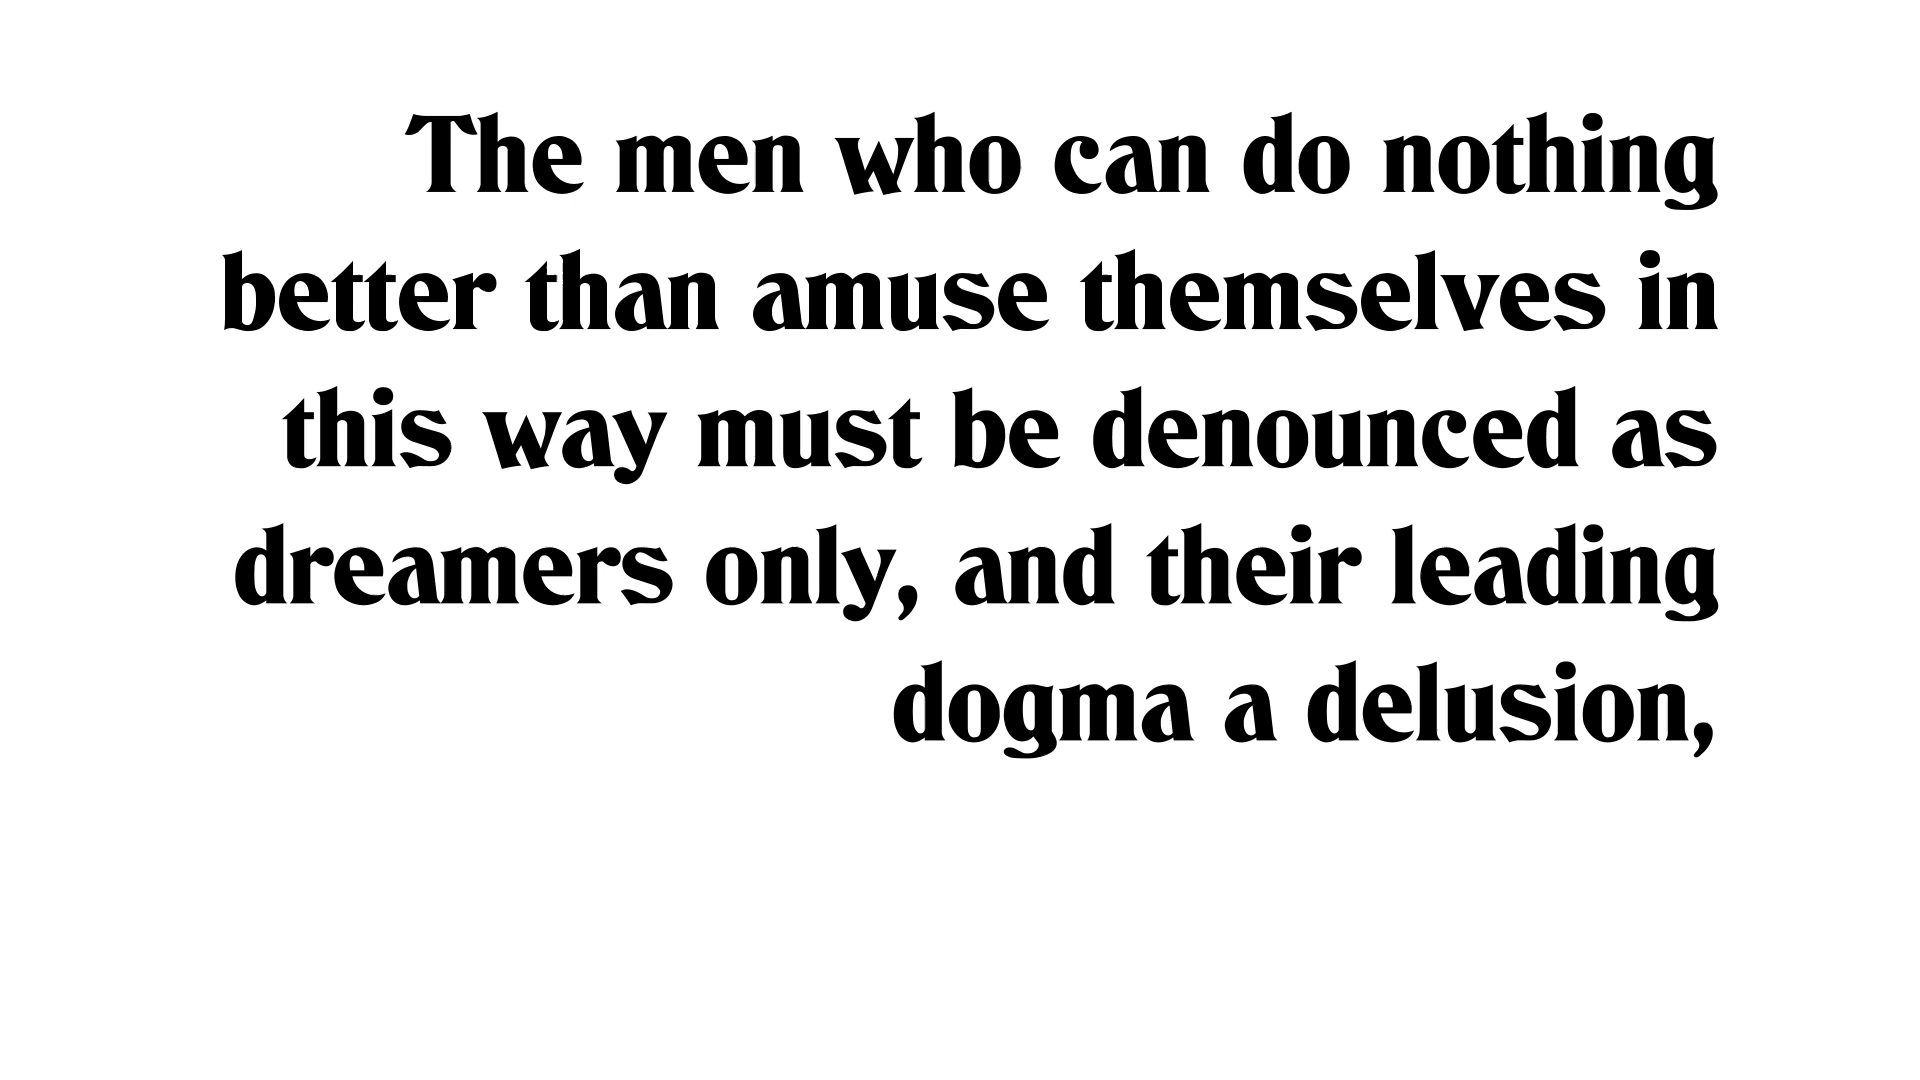 The men who can do nothing
better than amuse themselves in
this way must be denounced as
dreamers only, and their leading
dogma a delusion,